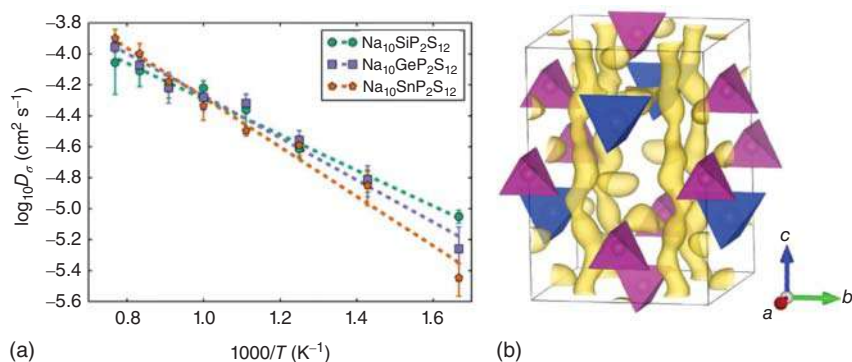 −3.8
−4.0
−4.2
−4.4
−4.6
−4.8
−5.0
−5.2
−5.4
−5.6
log₁₀Dσ (cm² s⁻¹)
Na₁₀SiP₂S₁₂
Na₁₀GeP₂S₁₂
Na₁₀SnP₂S₁₂
0.8 1.0 1.2 1.4 1.6
1000/T (K⁻¹)
(a)
c
b
a
(b)